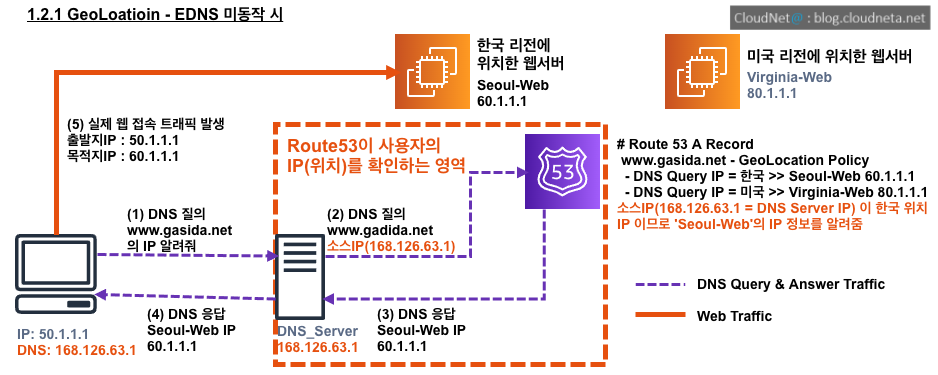 1.2.1 GeoLoatioin - EDNS 미동작 시
CloudNet@ : blog.cloudneta.net
한국 리전에
위치한 웹서버
Seoul-Web
60.1.1.1
미국 리전에 위치한 웹서버
Virginia-Web
80.1.1.1
(5) 실제 웹 접속 트래픽 발생
출발지IP : 50.1.1.1
목적지IP : 60.1.1.1
Route53이 사용자의
IP(위치)를 확인하는 영역
53
# Route 53 A Record
www.gasida.net - GeoLocation Policy
- DNS Query IP = 한국 >> Seoul-Web 60.1.1.1
- DNS Query IP = 미국 >> Virginia-Web 80.1.1.1
소스IP(168.126.63.1 = DNS Server IP) 이 한국 위치
IP 이므로 'Seoul-Web'의 IP 정보를 알려줌
(1) DNS 질의
www.gasida.net
의 IP 알려줘
(2) DNS 질의
www.gadida.net
소스IP(168.126.63.1)
(4) DNS 응답
Seoul-Web IP
60.1.1.1
(3) DNS 응답
Seoul-Web IP
60.1.1.1
IP: 50.1.1.1
DNS: 168.126.63.1
DNS_Server
168.126.63.1
DNS Query & Answer Traffic
Web Traffic